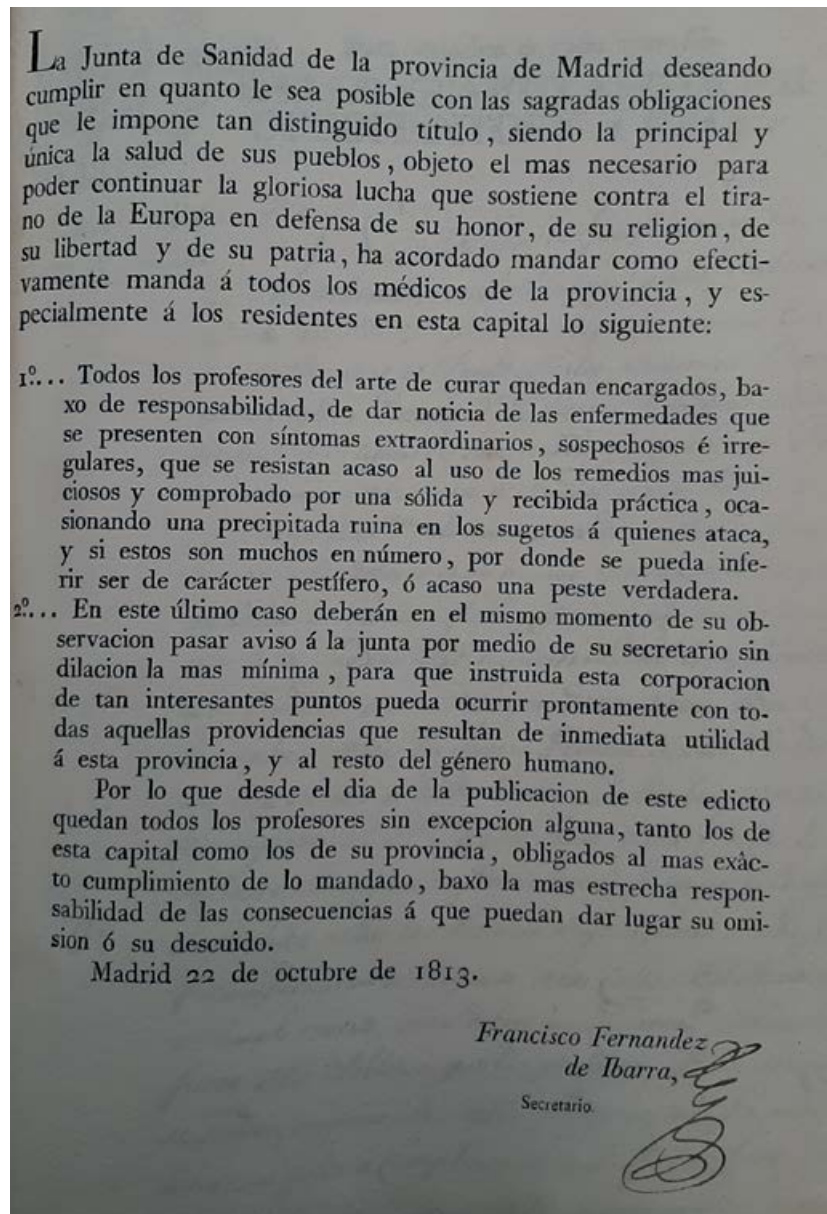 La Junta de Sanidad de la provincia de Madrid deseando
cumplir en quanto le sea posible con las sagradas obligaciones
que le impone tan distinguido título, siendo la principal y
única la salud de sus pueblos, objeto el mas necesario para
poder continuar la gloriosa lucha que sostiene contra el tira-
no de la Europa en defensa de su honor, de su religion, de
su libertad y de su patria, ha acordado mandar como efecti-
vamente manda á todos los médicos de la provincia, y es-
pecialmente á los residentes en esta capital lo siguiente:
1º... Todos los profesores del arte de curar quedan encargados, ba-
xo de responsabilidad, de dar noticia de las enfermedades que
se presenten con síntomas extraordinarios, sospechosos é irre-
gulares, que se resistan acaso al uso de los remedios mas jui-
ciosos y comprobado por una sólida y recibida práctica, oca-
sionando una precipitada ruina en los sugetos á quienes ataca,
y si estos son muchos en número, por donde se pueda infe-
rir ser de carácter pestífero, ó acaso una peste verdadera.
2º... En este último caso deberán en el mismo momento de su ob-
servacion pasar aviso á la junta por medio de su secretario sin
dilacion la mas mínima, para que instruida esta corporacion
de tan interesantes puntos pueda ocurrir prontamente con to-
das aquellas providencias que resultan de inmediata utilidad
á esta provincia, y al resto del género humano.
Por lo que desde el dia de la publicacion de este edicto
quedan todos los profesores sin excepcion alguna, tanto los de
esta capital como los de su provincia, obligados al mas exâc-
to cumplimiento de lo mandado, baxo la mas estrecha respon-
sabilidad de las consecuencias á que puedan dar lugar su omi-
sion ó su descuido.
Madrid 22 de octubre de 1813.
Francisco Fernandez
de Ibarra,
Secretario.